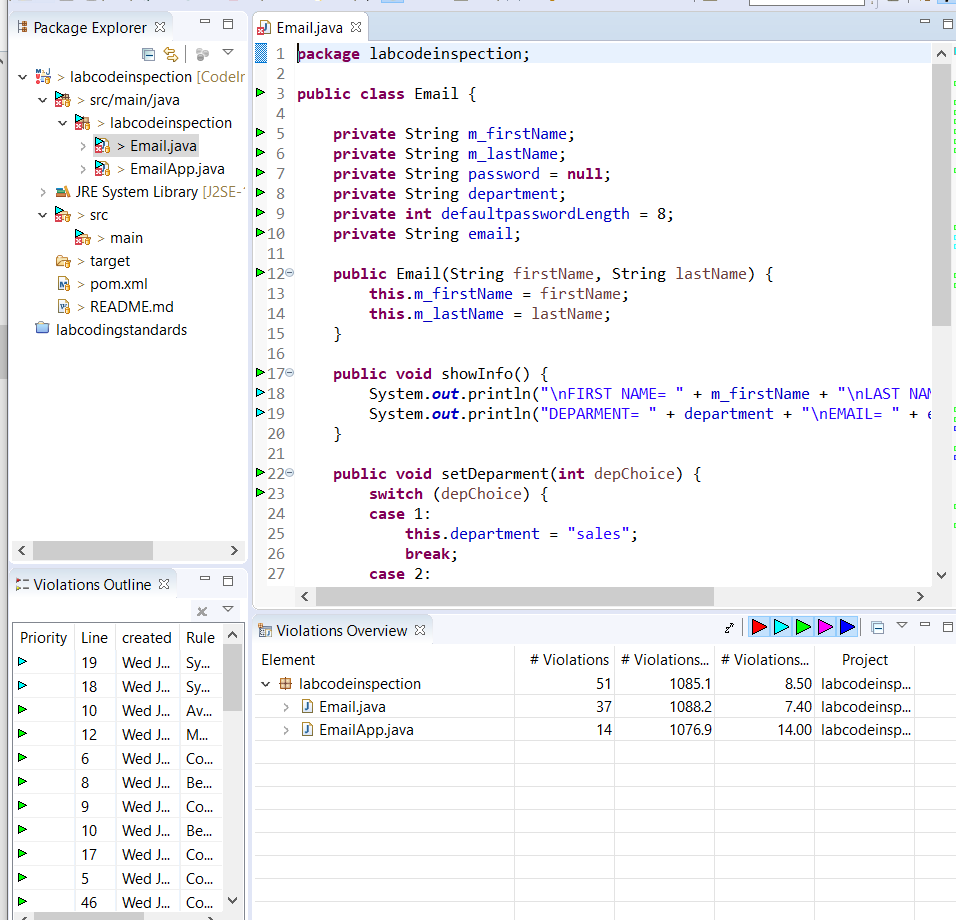 Package Explorer
> labcodeinspection [CodeIr
> src/main/java
> labcodeinspection
> Email.java
> EmailApp.java
JRE System Library [J2SE-
> src
> main
> target
> pom.xml
> README.md
labcodingstandards
Email.java
1 package labcodeinspection;
2
3 public class Email {
4
5 private String m_firstName;
6 private String m_lastName;
7 private String password = null;
8 private String department;
9 private int defaultpasswordLength = 8;
10 private String email;
11
12 public Email(String firstName, String lastName) {
13 this.m_firstName = firstName;
14 this.m_lastName = lastName;
15 }
16
17 public void showInfo() {
18 System.out.println("\nFIRST NAME= " + m_firstName + "\nLAST NAM
19 System.out.println("DEPARMENT= " + department + "\nEMAIL= " + e
20 }
21
22 public void setDeparment(int depChoice) {
23 switch (depChoice) {
24 case 1:
25 this.department = "sales";
26 break;
27 case 2:
Violations Outline
Priority Line created Rule
19 Wed J... Sy...
18 Wed J... Sy...
10 Wed J... Av...
12 Wed J... M...
6 Wed J... Co...
8 Wed J... Be...
9 Wed J... Co...
10 Wed J... Be...
17 Wed J... Co...
5 Wed J... Co...
46 Wed J... Co...
Violations Overview
Element # Violations # Violations... # Violations... Project
labcodeinspection 51 1085.1 8.50 labcodeinsp...
Email.java 37 1088.2 7.40 labcodeinsp...
EmailApp.java 14 1076.9 14.00 labcodeinsp...